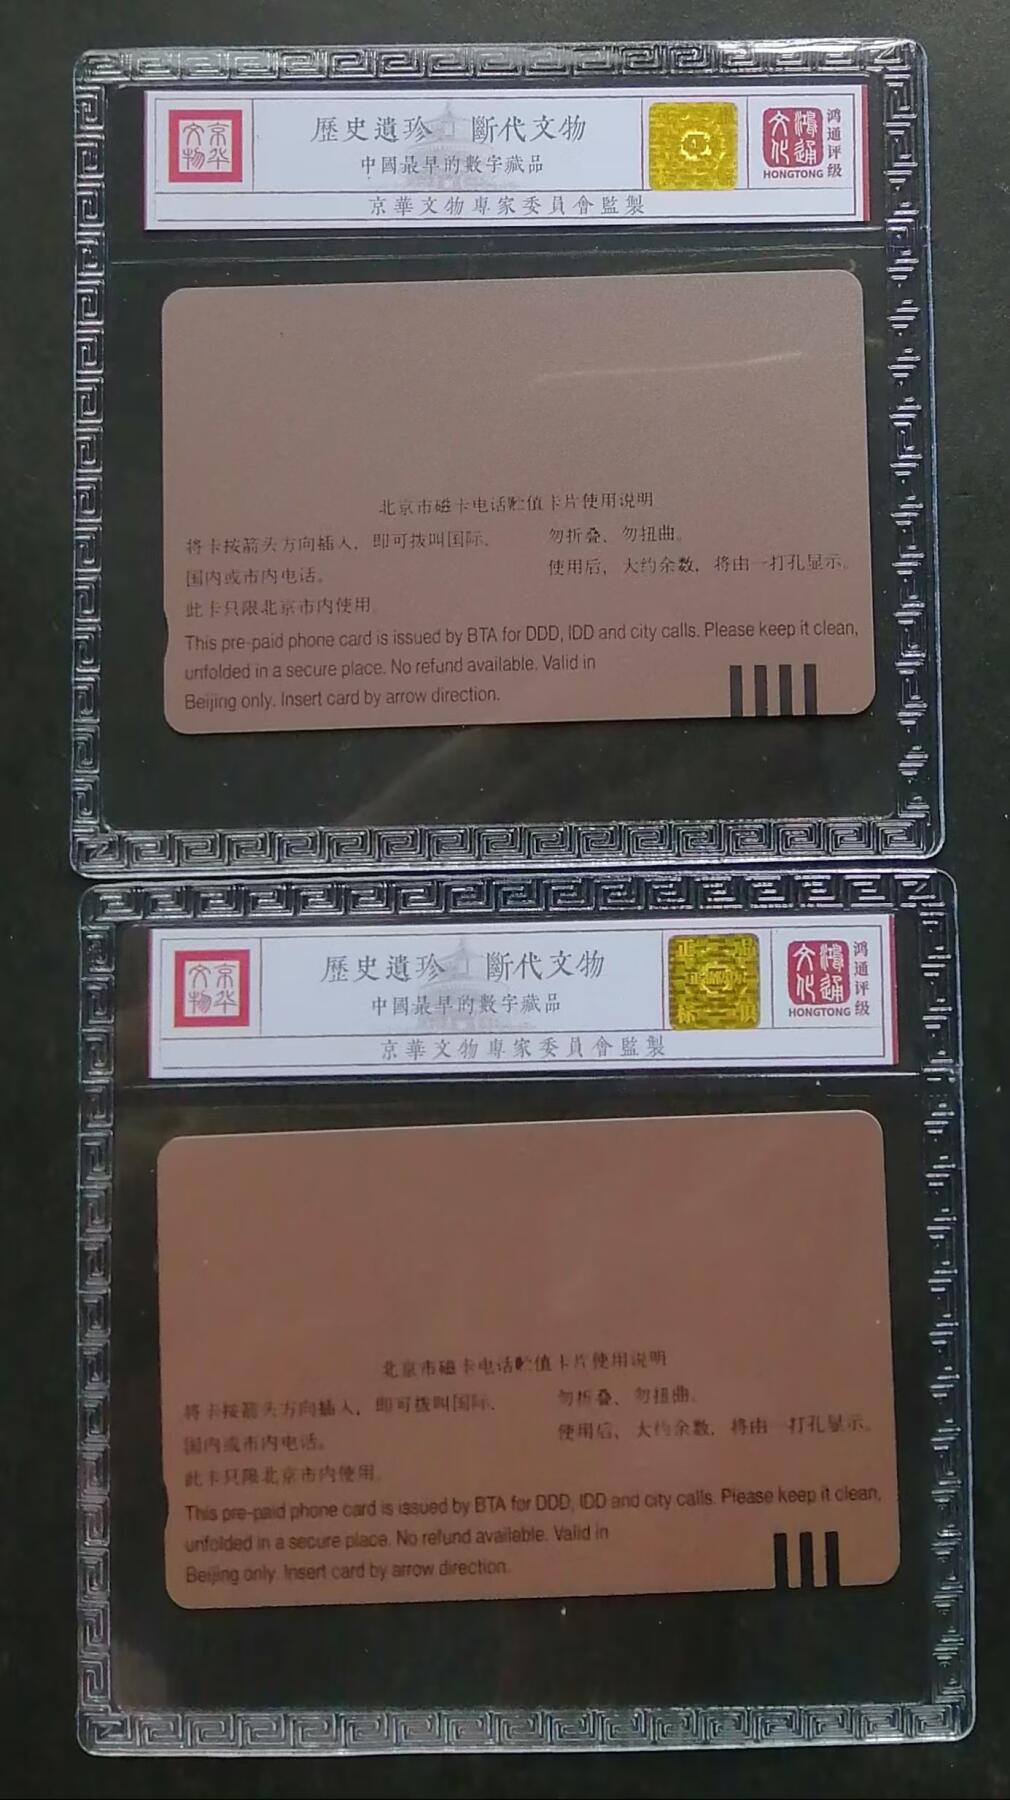 京华文物
歷史遺珍 斷代文物
中國最早的數字藏品
京華文物專家委員會監製
鴻通文化
HONGTONG
鸿通评级
北京市磁卡电话贮值卡片使用说明
将卡按箭头方向插入，即可拨叫国际、
国内或市内电话。
此卡只限北京市内使用。
勿折叠、勿扭曲。
使用后，大约余数，将由一打孔显示。
This pre-paid phone card is issued by BTA for DDD, IDD and city calls. Please keep it clean,
unfolded in a secure place. No refund available. Valid in
Beijing only. Insert card by arrow direction.
京华文物
歷史遺珍 斷代文物
中國最早的數字藏品
京華文物專家委員會監製
正品
鴻通文化
HONGTONG
鸿通评级
北京市磁卡电话贮值卡片使用说明
将卡按箭头方向插入，即可拨叫国际、
国内或市内电话。
此卡只限北京市内使用。
勿折叠、勿扭曲。
使用后，大约余数，将由一打孔显示。
This pre-paid phone card is issued by BTA for DDD, IDD and city calls. Please keep it clean,
unfolded in a secure place. No refund available. Valid in
Beijing only. Insert card by arrow direction.